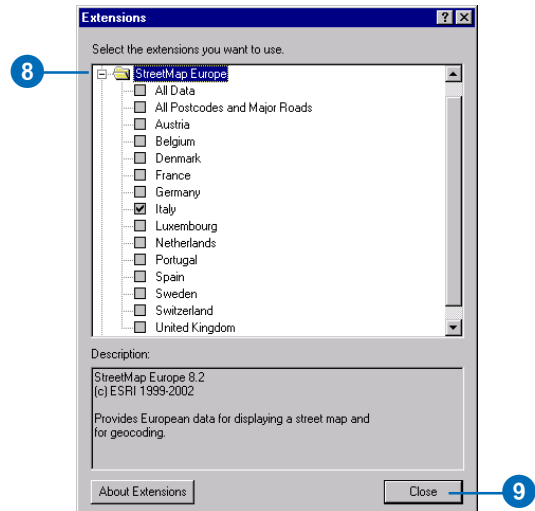 Extensions
Select the extensions you want to use.
8
StreetMap Europe
All Data
All Postcodes and Major Roads
Austria
Belgium
Denmark
France
Germany
Italy
Luxembourg
Netherlands
Portugal
Spain
Sweden
Switzerland
United Kingdom
Description:
StreetMap Europe 8.2
(c) ESRI 1999-2002
Provides European data for displaying a street map and
for geocoding.
About Extensions
Close
9